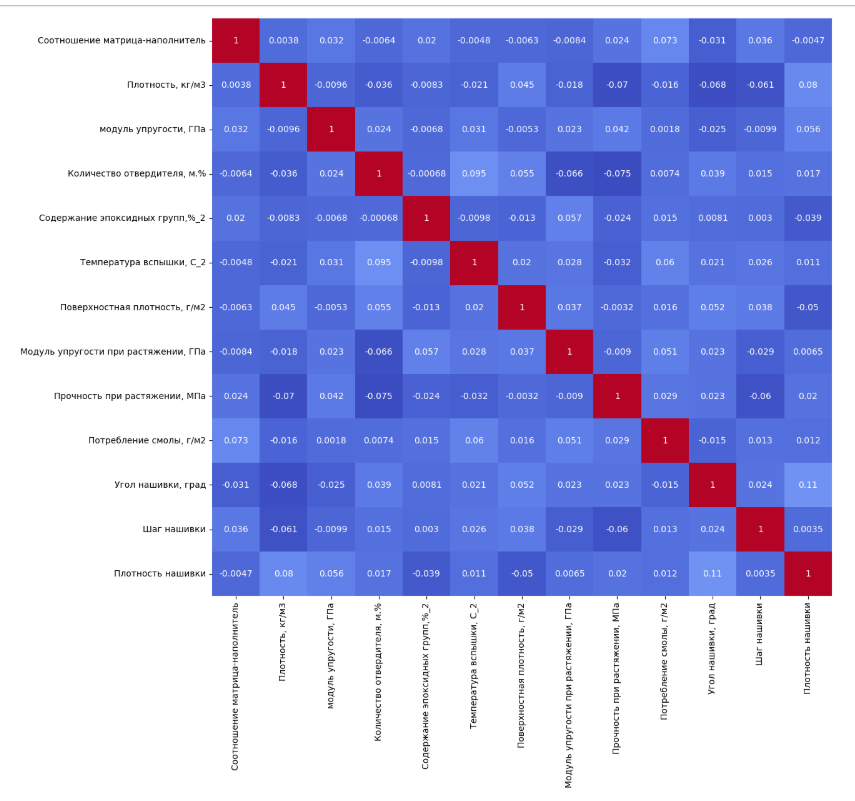 Соотношение матрица-наполнитель 1 0.0038 0.032 -0.0064 0.02 -0.0048 -0.0063 -0.0084 0.024 0.073 -0.031 0.036 -0.0047
Плотность, кг/м3 0.0038 1 -0.0096 -0.036 -0.0083 -0.021 0.045 -0.018 -0.07 -0.016 -0.068 -0.061 0.08
модуль упругости, ГПа 0.032 -0.0096 1 0.024 -0.0068 0.031 -0.0053 0.023 0.042 0.0018 -0.025 -0.0099 0.056
Количество отвердителя, м.% -0.0064 -0.036 0.024 1 -0.00068 0.095 0.055 -0.066 -0.075 0.0074 0.039 0.015 0.017
Содержание эпоксидных групп,%_2 0.02 -0.0083 -0.0068 -0.00068 1 -0.0098 -0.013 0.057 -0.024 0.015 0.0081 0.003 -0.039
Температура вспышки, С_2 -0.0048 -0.021 0.031 0.095 -0.0098 1 0.02 0.028 -0.032 0.06 0.021 0.026 0.011
Поверхностная плотность, г/м2 -0.0063 0.045 -0.0053 0.055 -0.013 0.02 1 0.037 -0.0032 0.016 0.052 0.038 -0.05
Модуль упругости при растяжении, ГПа -0.0084 -0.018 0.023 -0.066 0.057 0.028 0.037 1 -0.009 0.051 0.023 -0.029 0.0065
Прочность при растяжении, МПа 0.024 -0.07 0.042 -0.075 -0.024 -0.032 -0.0032 -0.009 1 0.029 0.023 -0.06 0.02
Потребление смолы, г/м2 0.073 -0.016 0.0018 0.0074 0.015 0.06 0.016 0.051 0.029 1 -0.015 0.013 0.012
Угол нашивки, град -0.031 -0.068 -0.025 0.039 0.0081 0.021 0.052 0.023 0.023 -0.015 1 0.024 0.11
Шаг нашивки 0.036 -0.061 -0.0099 0.015 0.003 0.026 0.038 -0.029 -0.06 0.013 0.024 1 0.0035
Плотность нашивки -0.0047 0.08 0.056 0.017 -0.039 0.011 -0.05 0.0065 0.02 0.012 0.11 0.0035 1
Соотношение матрица-наполнитель
Плотность, кг/м3
модуль упругости, ГПа
Количество отвердителя, м.%
Содержание эпоксидных групп,%_2
Температура вспышки, С_2
Поверхностная плотность, г/м2
Модуль упругости при растяжении, ГПа
Прочность при растяжении, МПа
Потребление смолы, г/м2
Угол нашивки, град
Шаг нашивки
Плотность нашивки